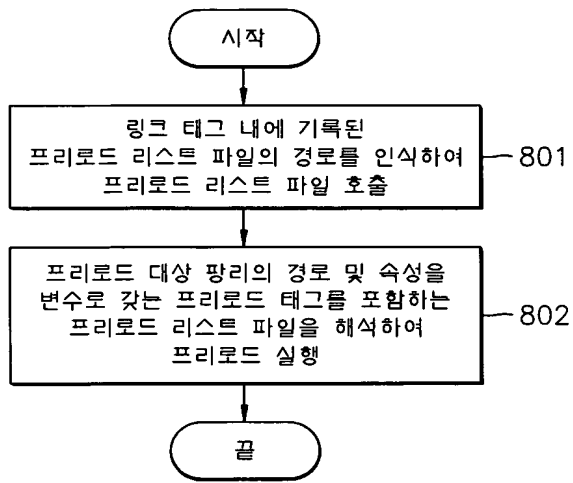 시작
링크 태그 내에 기록된
프리로드 리스트 파일의 경로를 인식하여
프리로드 리스트 파일 호출
801
프리로드 대상 팡리의 경로 및 속성을
변수로 갖는 프리로드 태그를 포함하는
프리로드 리스트 파일을 해석하여
프리로드 실행
802
끝